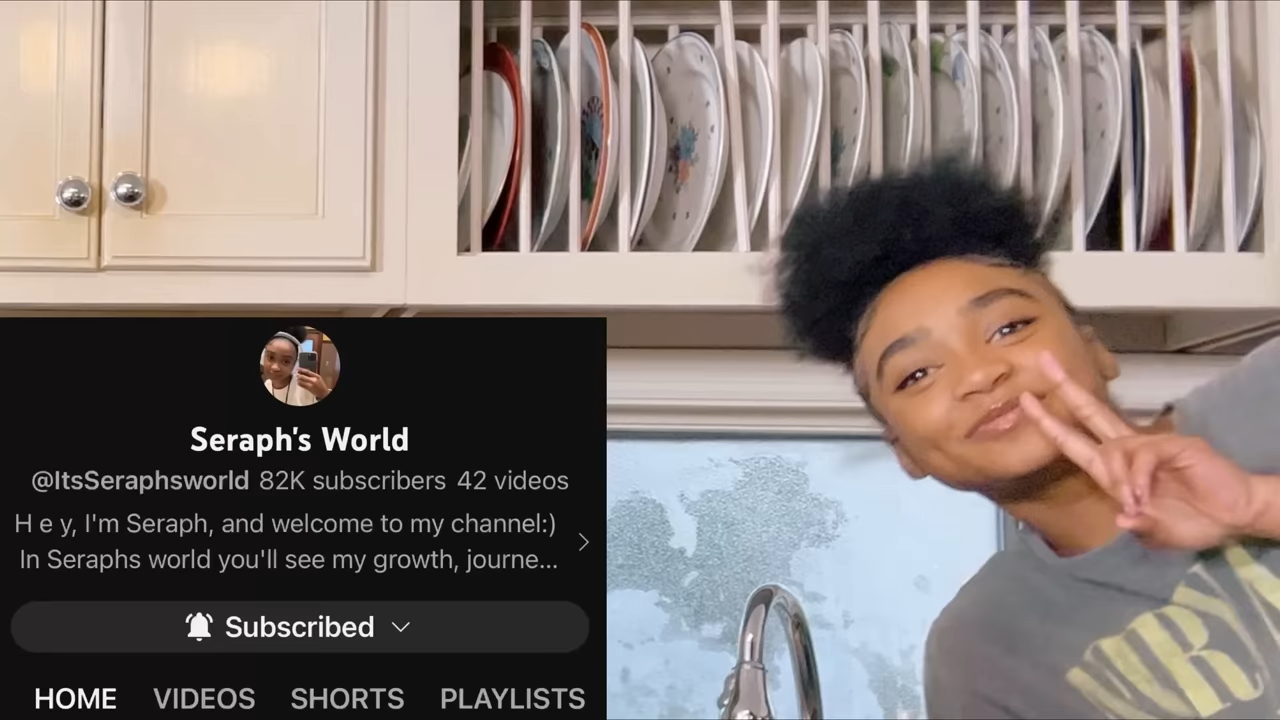 Seraph's World
@ItsSeraphsworld 82K subscribers 42 videos
H e y, I'm Seraph, and welcome to my channel:)
In Seraphs world you'll see my growth, journe...
Subscribed
HOME VIDEOS SHORTS PLAYLISTS